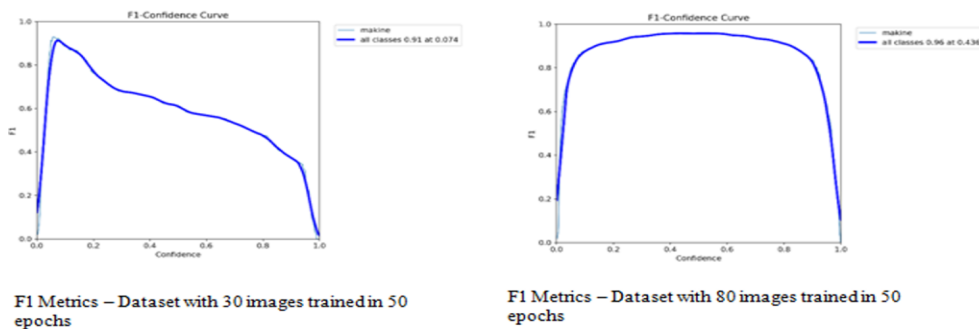 F1-Confidence Curve
makine
all classes 0.91 at 0.074
1.0
0.8
0.6
0.4
0.2
0.0
F1
0.0 0.2 0.4 0.6 0.8 1.0
Confidence
F1 Metrics – Dataset with 30 images trained in 50
epochs
F1-Confidence Curve
makine
all classes 0.96 at 0.436
1.0
0.8
0.6
0.4
0.2
0.0
F1
0.0 0.2 0.4 0.6 0.8 1.0
Confidence
F1 Metrics – Dataset with 80 images trained in 50
epochs